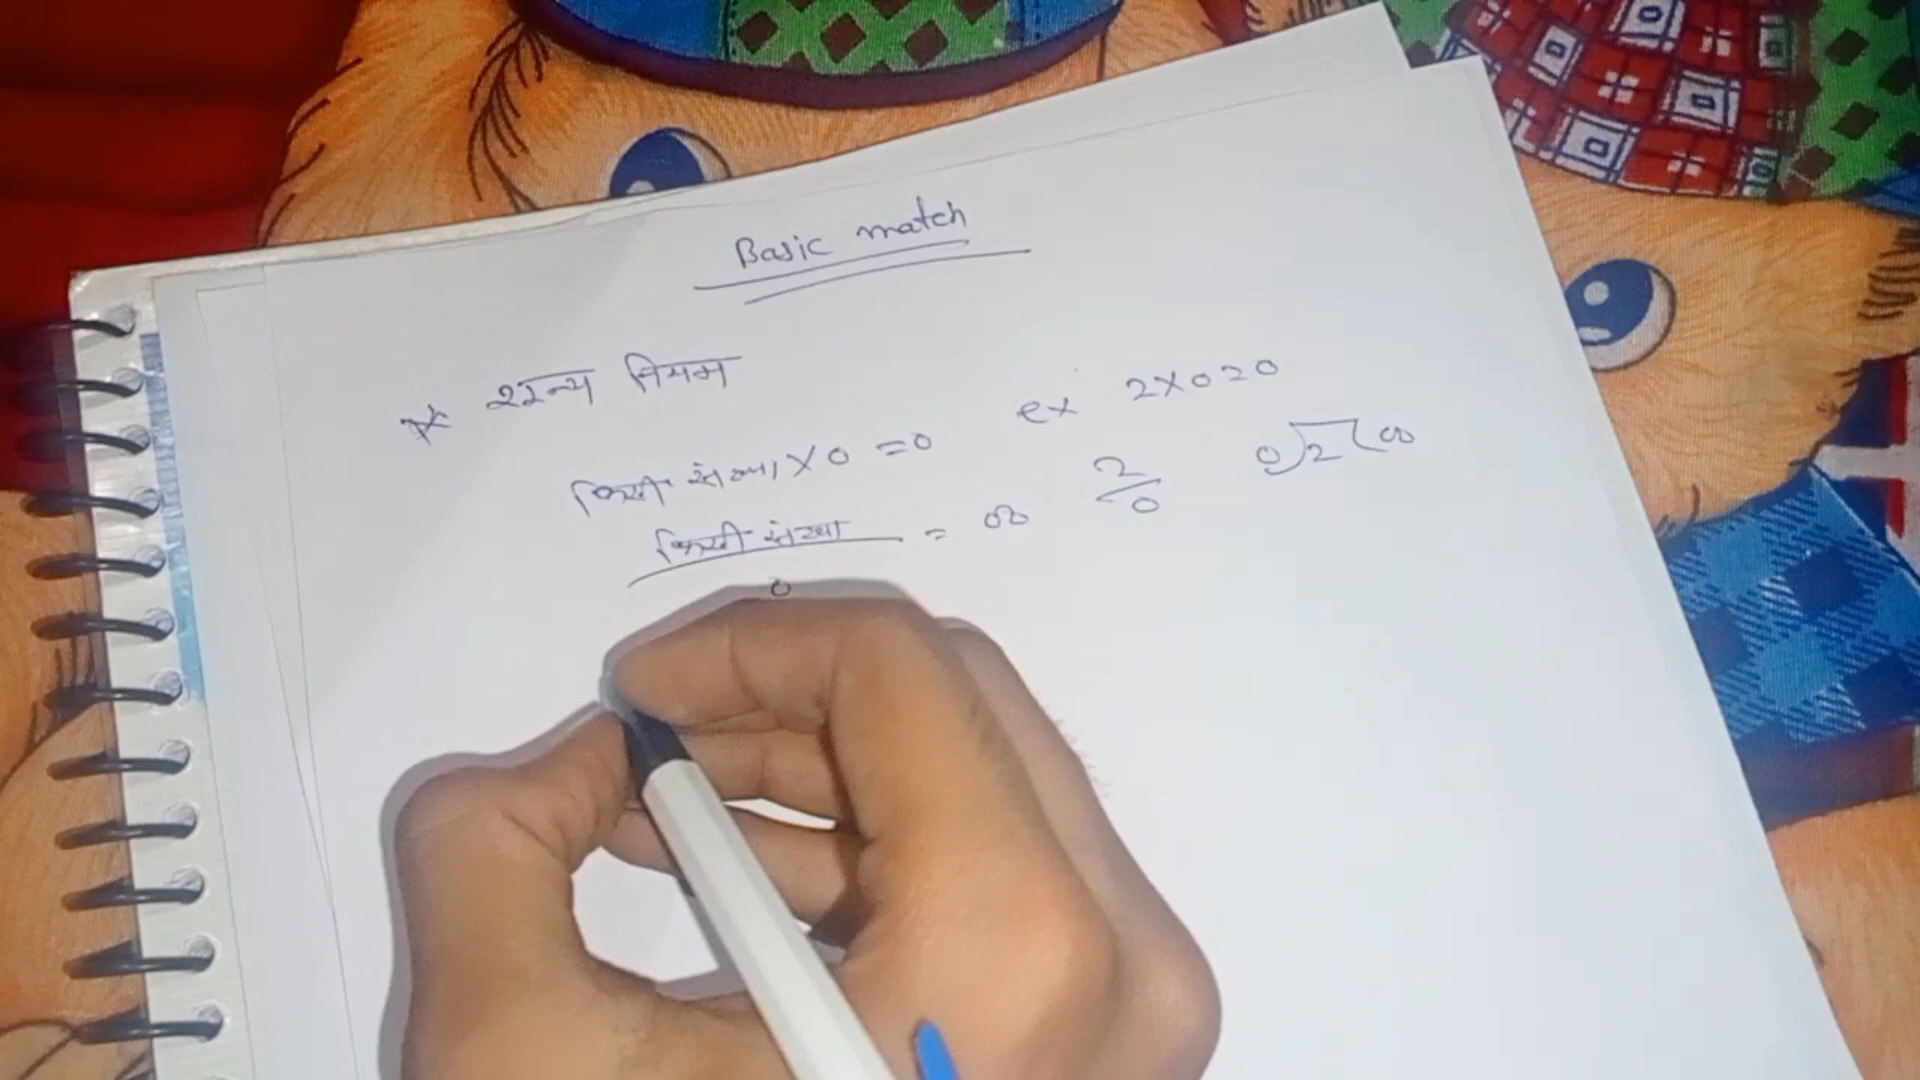 Basic match
* शून्य नियम
किसी संख्या X 0 = 0 ex 2 X 0 = 0
किसी संख्या / 0 = ∞ 2 / 0 0)2(∞